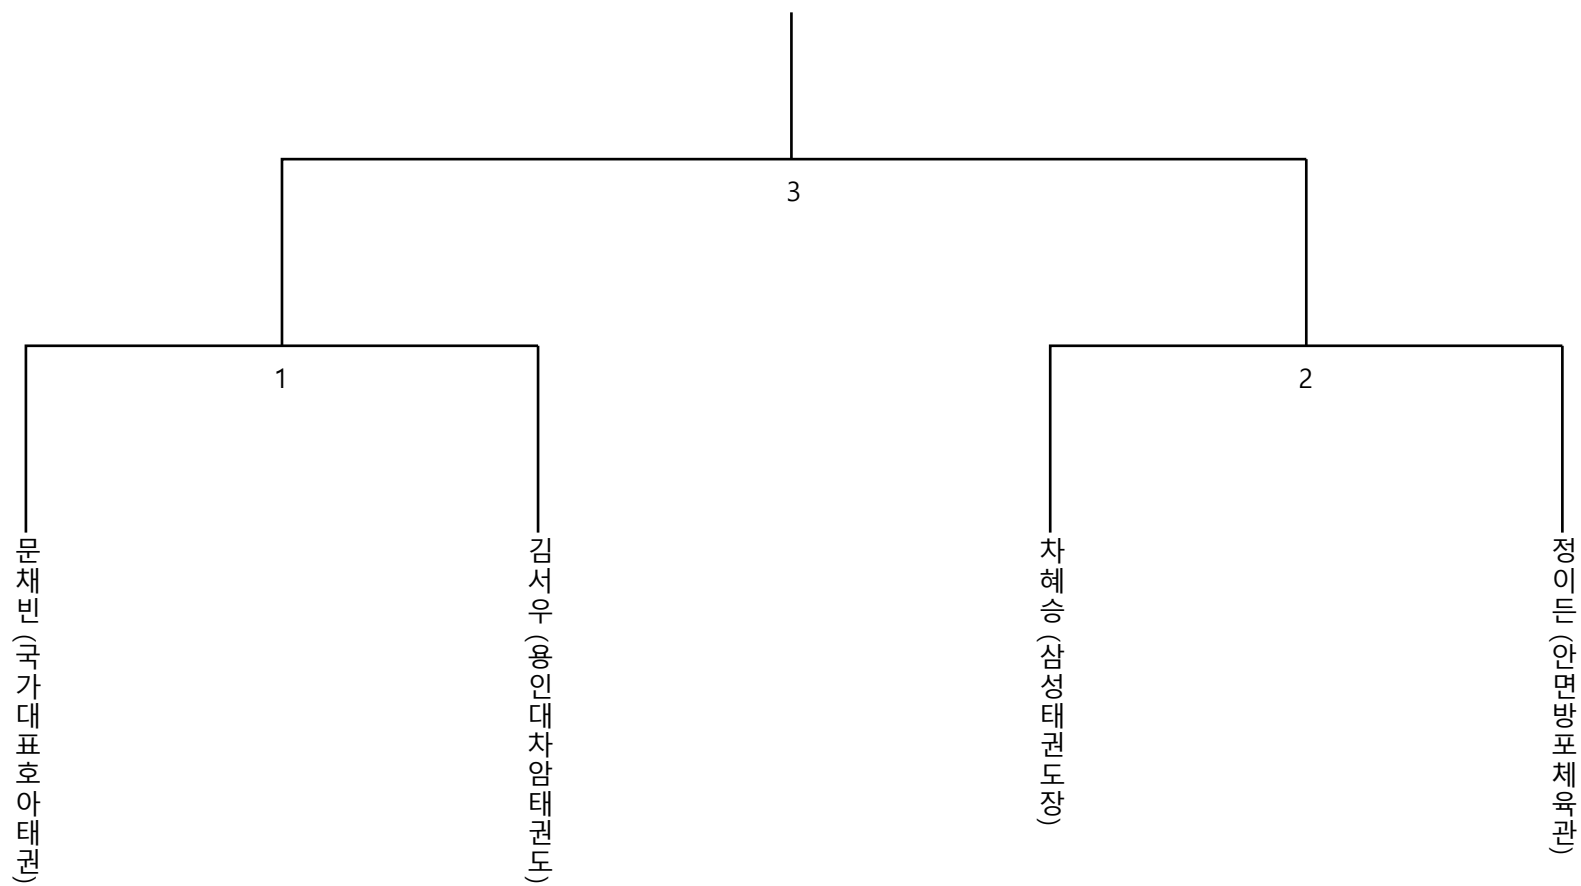 3
1
2
문채빈 (국가대표호아태권)
김서우 (용인대차암태권도)
차혜승 (삼성태권도장)
정이든 (안면방포체육관)